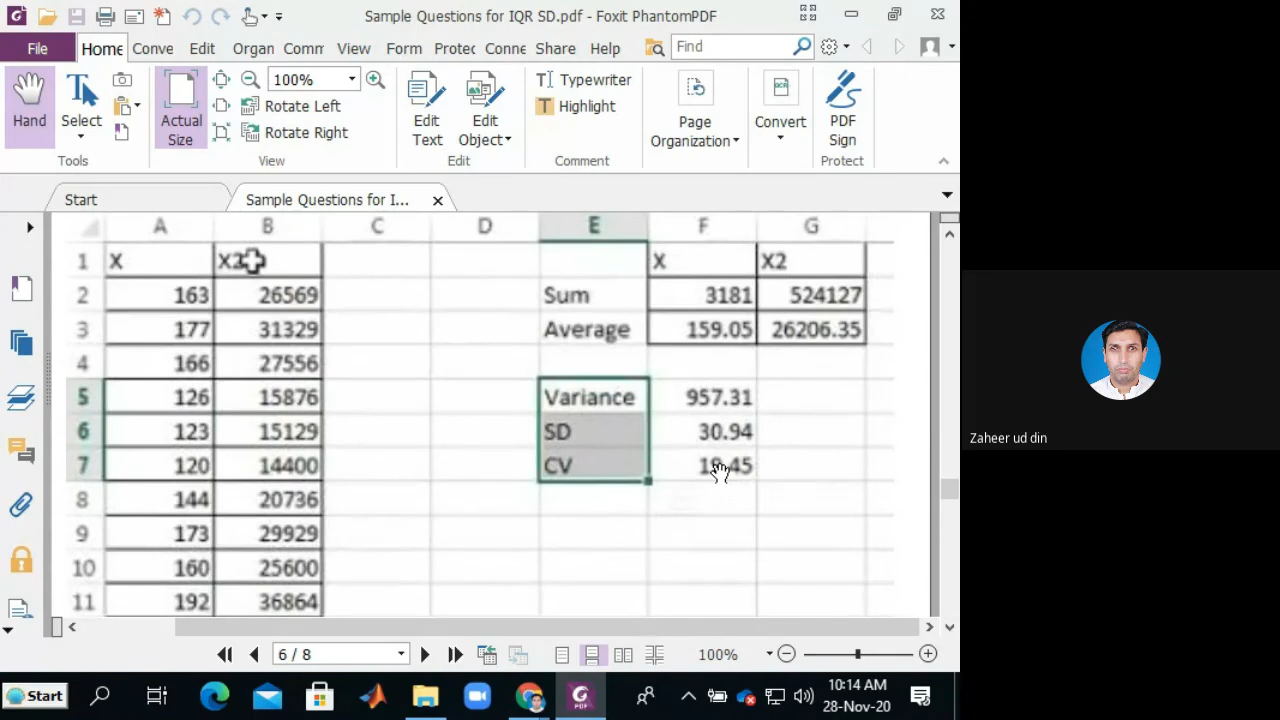 Sample Questions for IQR SD.pdf - Foxit PhantomPDF
File Home Conve Edit Organ Comm View Form Protec Conne Share Help Find
Hand
Select
Actual
Size
100%
Rotate Left
Rotate Right
Edit
Text
Edit
Object
Typewriter
Highlight
Page
Organization
Convert
PDF
Sign
Tools View Edit Comment Protect
Start Sample Questions for I...
A B C D E F G
1 X X2 X X2
2 163 26569 Sum 3181 524127
3 177 31329 Average 159.05 26206.35
4 166 27556
5 126 15876 Variance 957.31
6 123 15129 SD 30.94
7 120 14400 CV
8 144 20736
9 173 29929
10 160 25600
11 192 36864
6 / 8 100%
Start 10:14 AM
28-Nov-20
Zaheer ud din